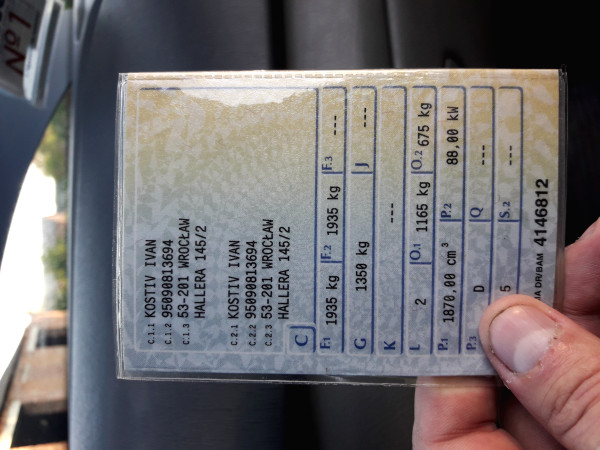 Nº1
C.1.1 KOSTIV IVAN
C.1.2 95090813694
C.1.3 53-201 WROCŁAW
HALLERA 145/2
C.2.1 KOSTIV IVAN
C.2.2 95090813694
C.2.3 53-201 WROCŁAW
HALLERA 145/2
C
F.1 1935 kg F.2 1935 kg F.3 ---
G 1350 kg J ---
K ---
L 2 O.1 1165 kg O.2 675 kg
P.1 1870,00 cm³ P.2 88,00 kW
P.3 D Q ---
5 S.2 ---
DR/BAM 4146812